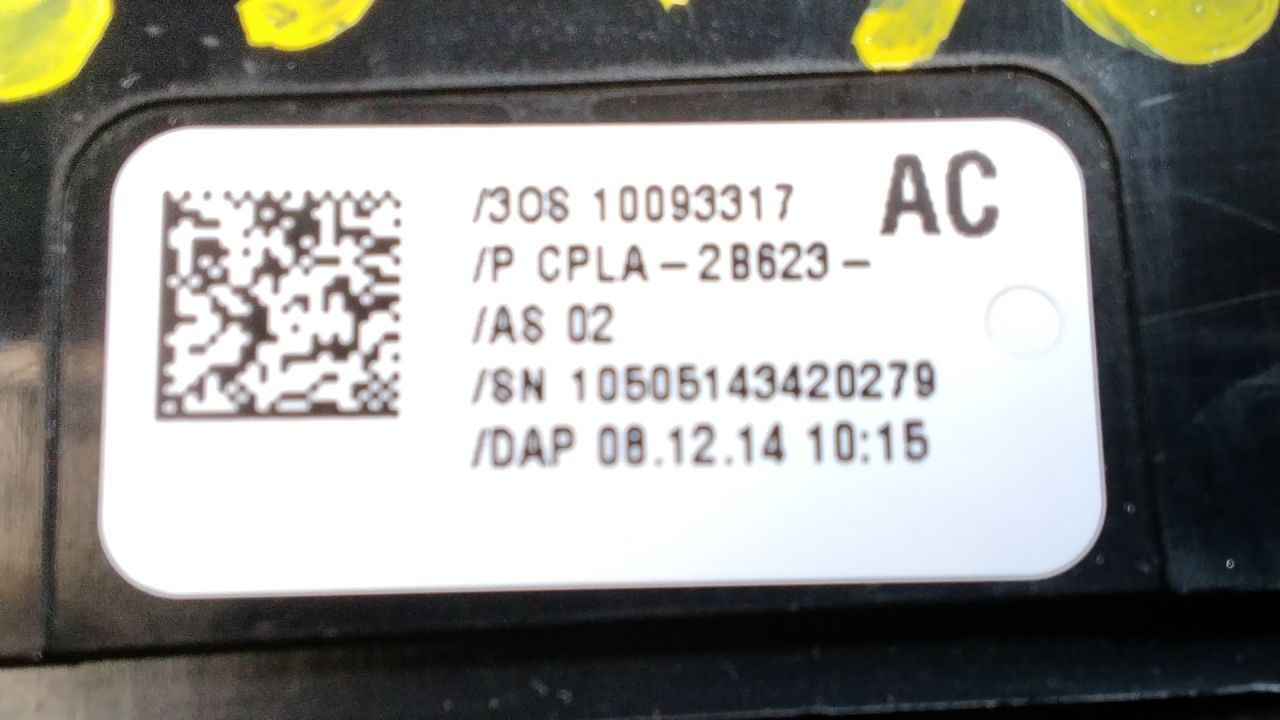 /3OS 10093317
AC
/P CPLA-2B623-
/AS 02
/SN 10505143420279
/DAP 08.12.14 10:15